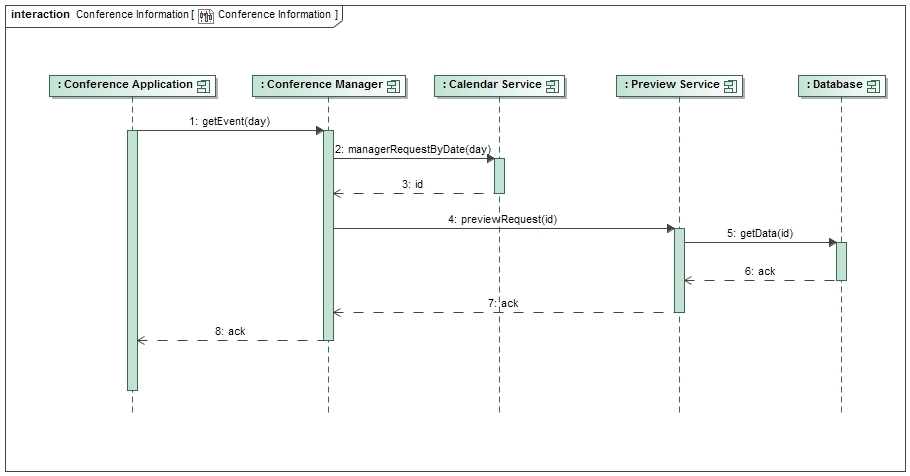 interaction Conference Information [ Conference Information ]
: Conference Application
: Conference Manager
: Calendar Service
: Preview Service
: Database
1: getEvent(day)
2: managerRequestByDate(day)
3: id
4: previewRequest(id)
5: getData(id)
6: ack
7: ack
8: ack